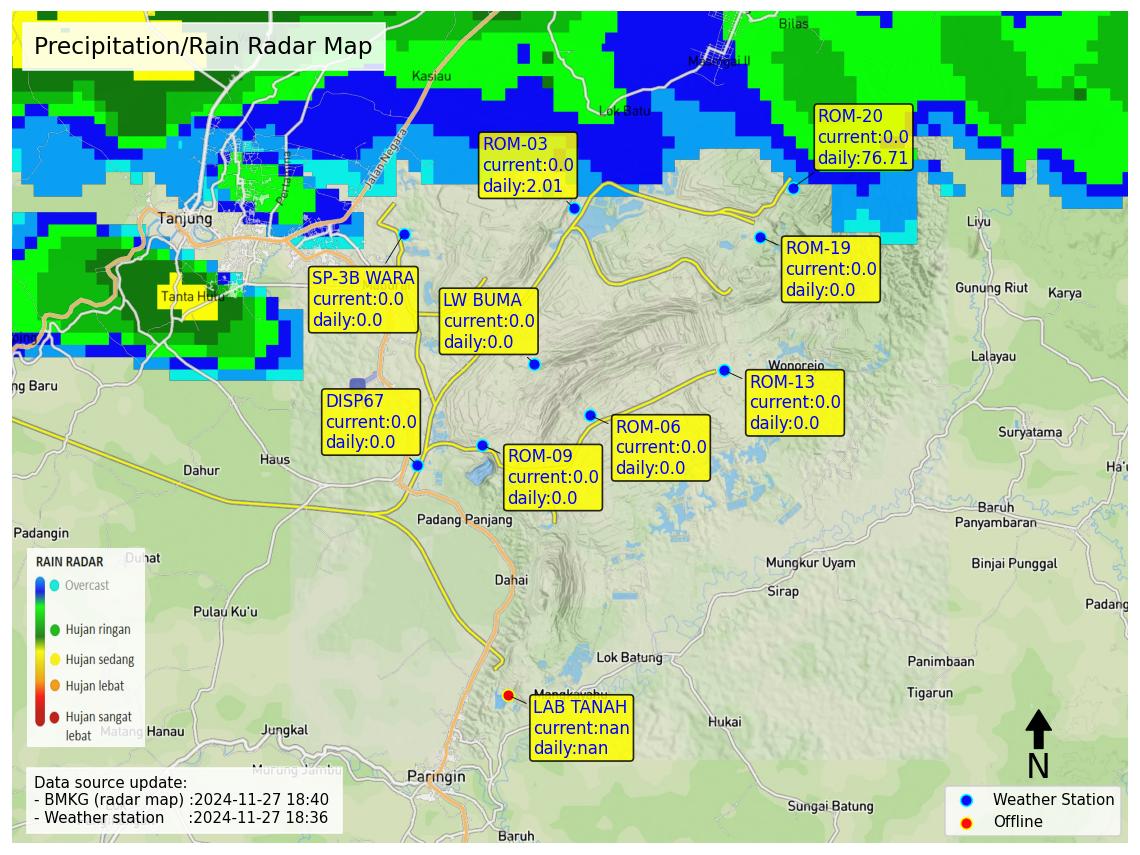 Precipitation/Rain Radar Map
Bilas
Kasiau
Lok Batu
ROM-20
current:0.0
daily:76.71
ROM-03
current:0.0
daily:2.01
Jalan Negara
Pertamina
Tanjung
Liyu
ROM-19
current:0.0
daily:0.0
SP-3B WARA
current:0.0
daily:0.0
LW BUMA
current:0.0
daily:0.0
Tanta Hulu
Gunung Riut
Karya
Lalayau
Wonorejo
ng Baru
ROM-13
current:0.0
daily:0.0
DISP67
current:0.0
daily:0.0
ROM-06
current:0.0
daily:0.0
Suryatama
Haus
Dahur
ROM-09
current:0.0
daily:0.0
Ha'u
Padang Panjang
Baruh
Panyambaran
Padangin
Duhat
Mungkur Uyam
Binjai Punggal
RAIN RADAR
Overcast
Hujan ringan
Hujan sedang
Hujan lebat
Hujan sangat
lebat
Dahai
Sirap
Padang
Pulau Ku'u
Lok Batung
Panimbaan
Tigarun
LAB TANAH
current:nan
daily:nan
Hukai
Matang Hanau
Jungkal
Murung Jambu
Paringin
Sungai Batung
Baruh
N
Data source update:
- BMKG (radar map) :2024-11-27 18:40
- Weather station :2024-11-27 18:36
Weather Station
Offline